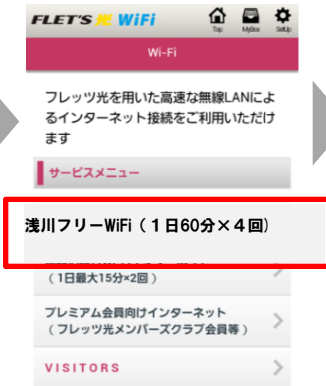 FLET'S光 WiFi
Top
MyBox
SetUp
Wi-Fi
フレッツ光を用いた高速な無線LANによ
るインターネット接続をご利用いただけ
ます
サービスメニュー
浅川フリーWiFi（１日60分×４回）
（1日最大15分×2回）
プレミアム会員向けインターネット
（フレッツ光メンバーズクラブ会員等）
VISITORS